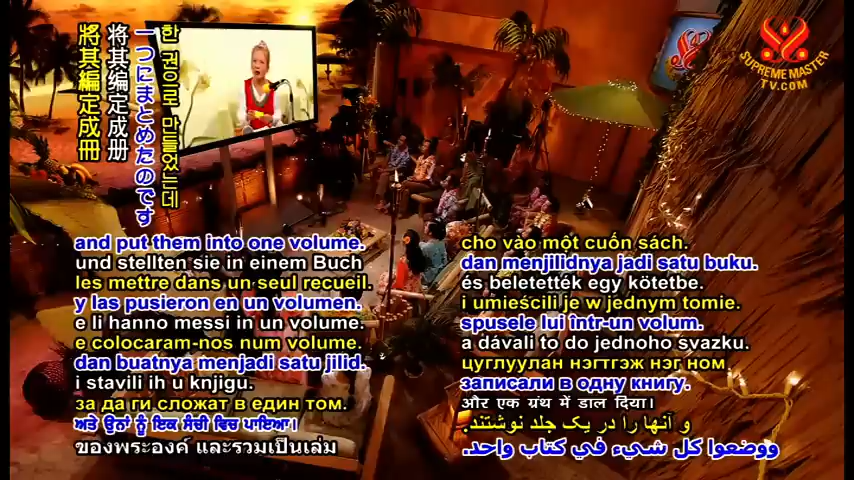 한 권으로 만들었는데
一つにまとめたのです
将其编定成册
將其編定成冊
SUPREME MASTER
TV.COM
and put them into one volume.
und stellten sie in einem Buch
les mettre dans un seul recueil.
y las pusieron en un volumen.
e li hanno messi in un volume.
e colocaram-nos num volume.
dan buatnya menjadi satu jilid.
i stavili ih u knjigu.
за да ги сложат в един том.
ਅਤੇ ਉਨਾਂ ਨੂੰ ਇਕ ਸੰਚੀ ਵਿਚ ਪਾਇਆ।
ของพระองค์ และรวมเป็นเล่ม
cho vào một cuốn sách.
dan menjilidnya jadi satu buku.
és beletették egy kötetbe.
i umieścili je w jednym tomie.
spusele lui într-un volum.
a dávali to do jednoho svazku.
цуглуулан нэгтгэж нэг ном
записали в одну книгу.
और एक ग्रंथ में डाल दिया।
و آنها را در یک جلد نوشتند.
ووضعوا كل شيء في كتاب واحد.